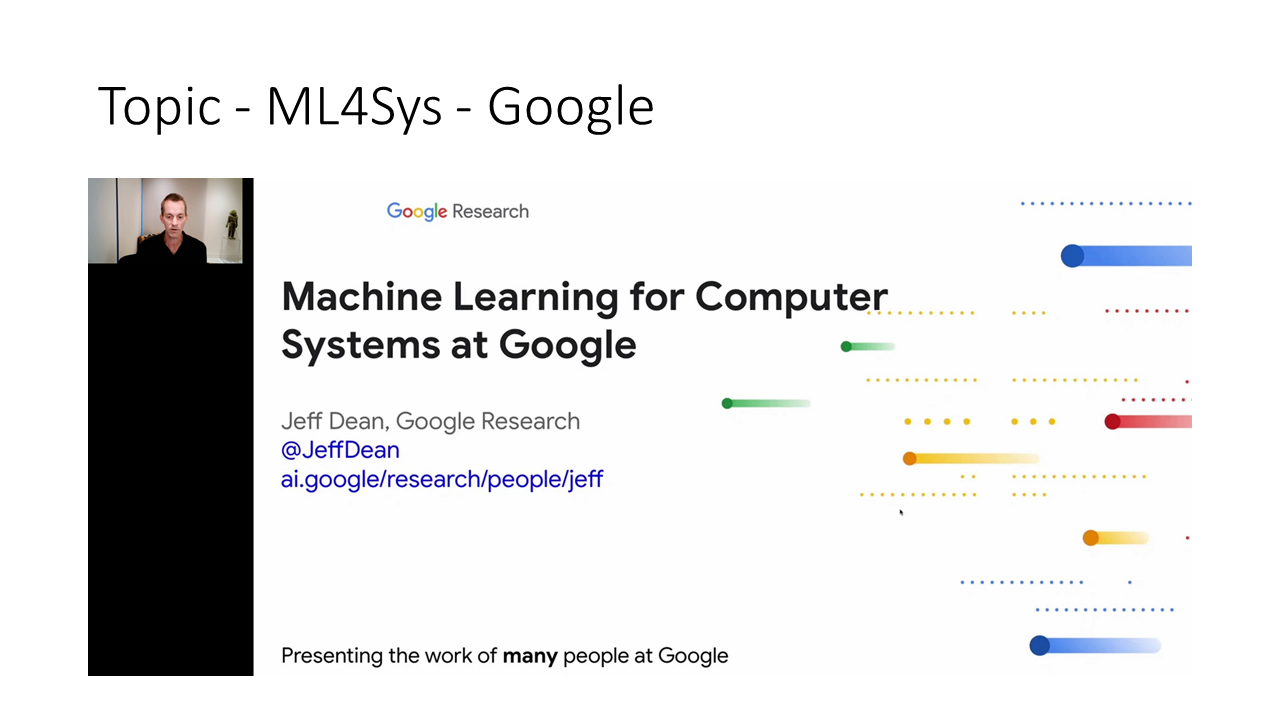 Topic - ML4Sys - Google
Google Research
Machine Learning for Computer
Systems at Google
Jeff Dean, Google Research
@JeffDean
ai.google/research/people/jeff
Presenting the work of many people at Google